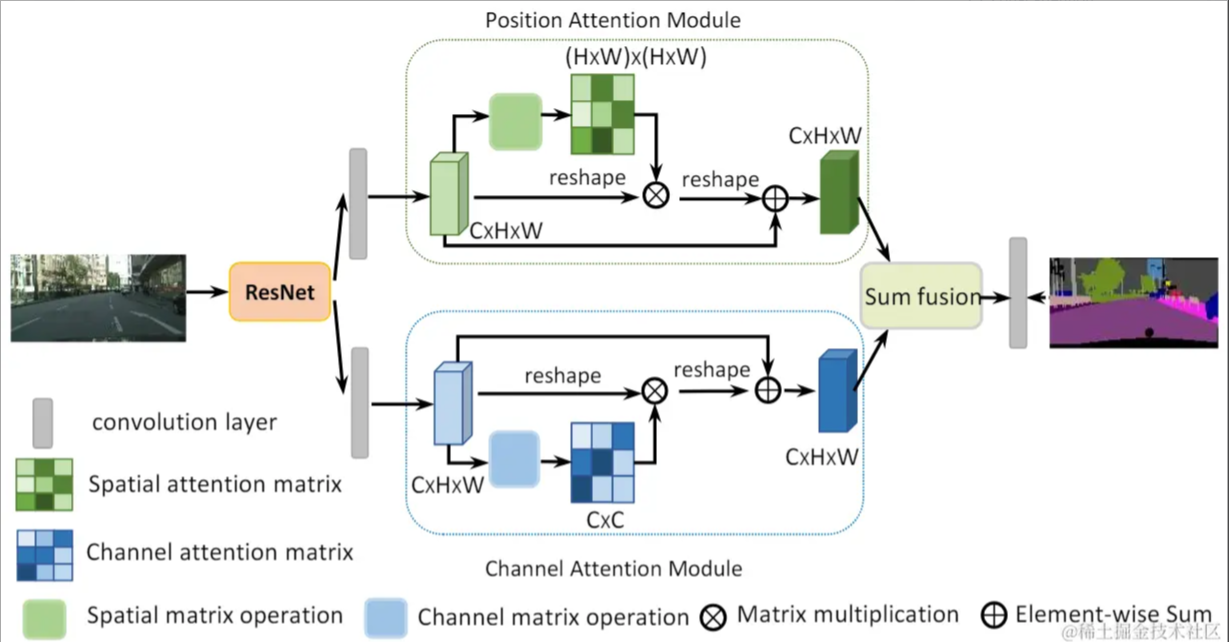 Position Attention Module
(HxW)x(HxW)
CxHxW
reshape
reshape
CxHxW
ResNet
Sum fusion
reshape
reshape
CxHxW
CxHxW
CxC
Channel Attention Module
convolution layer
Spatial attention matrix
Channel attention matrix
Spatial matrix operation
Channel matrix operation
Matrix multiplication
Element-wise Sum
@稀土掘金技术社区